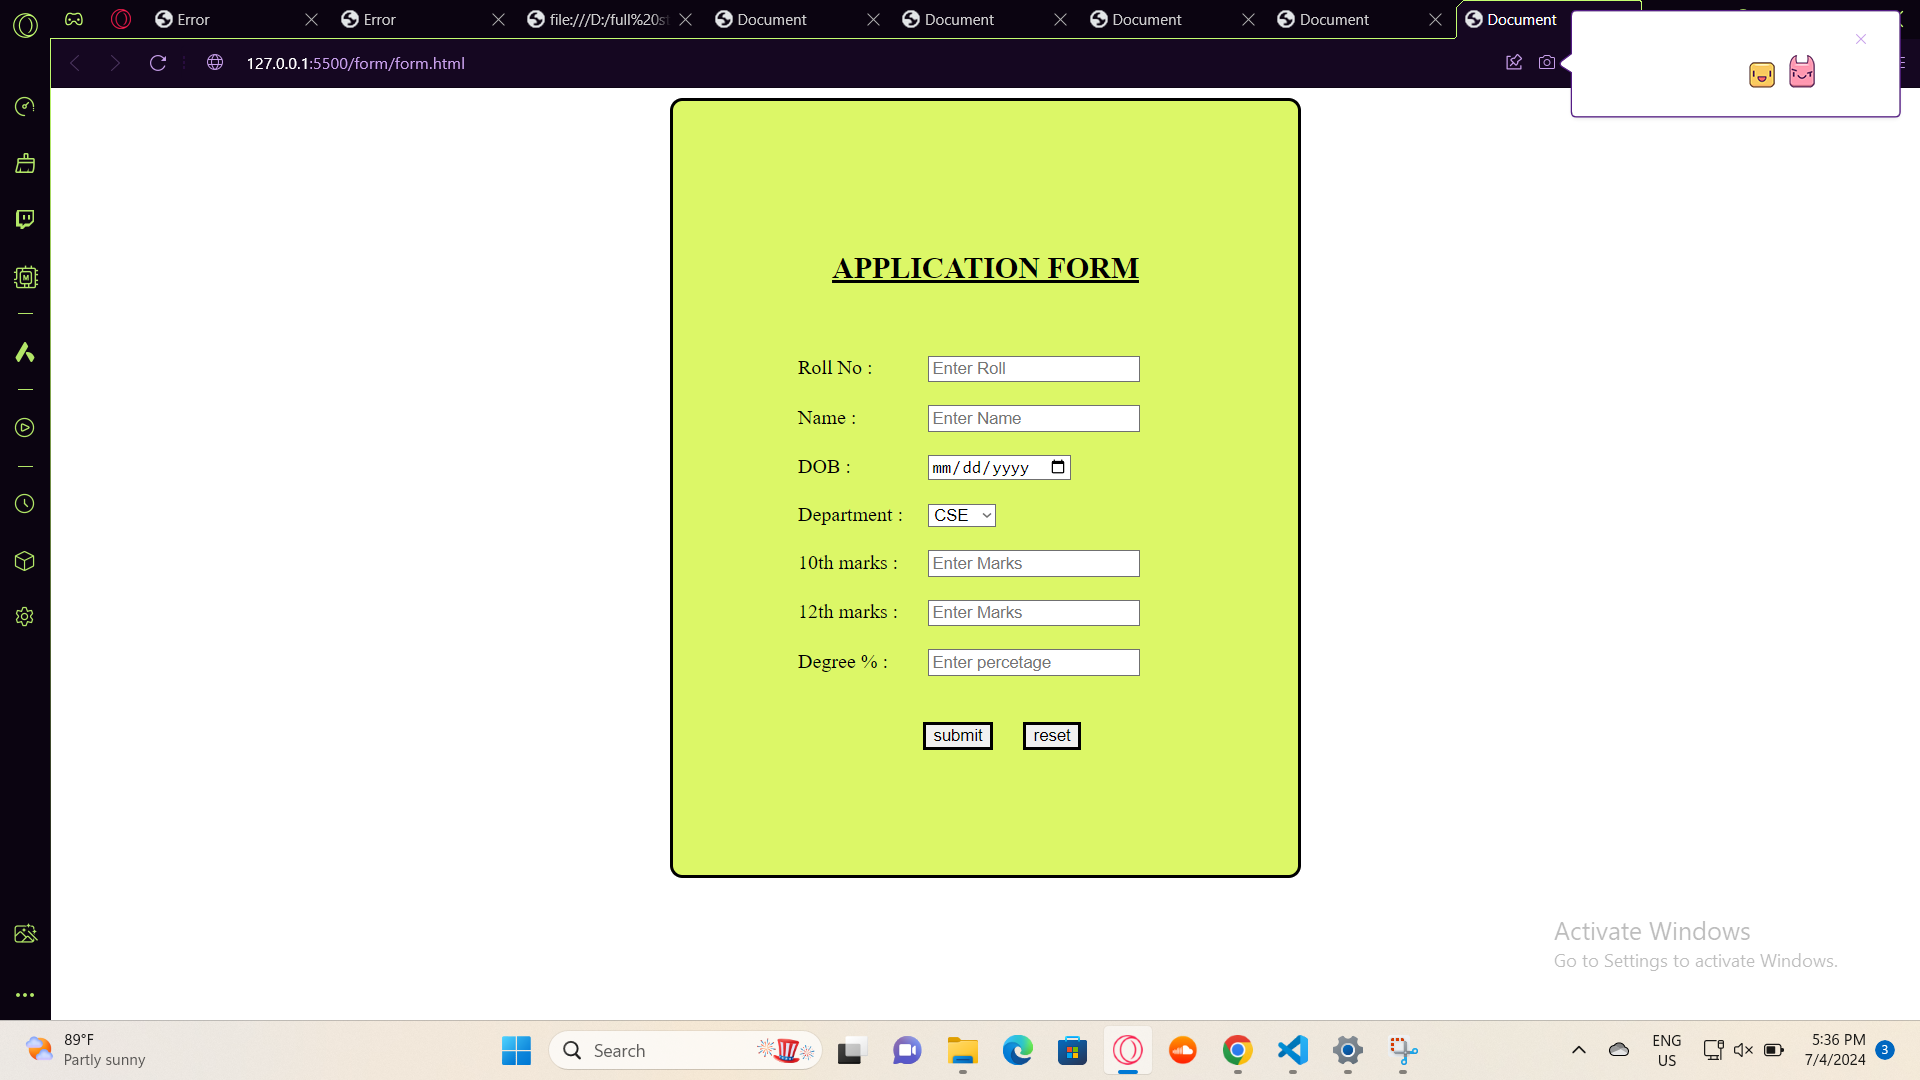 Error
Error
file:///D:/full%20st
Document
Document
Document
Document
Document
127.0.0.1:5500/form/form.html
APPLICATION FORM
Roll No :
Enter Roll
Name :
Enter Name
DOB :
mm/dd/yyyy
Department :
CSE
10th marks :
Enter Marks
12th marks :
Enter Marks
Degree % :
Enter percetage
submit
reset
Activate Windows
Go to Settings to activate Windows.
89°F
Partly sunny
Search
ENG
US
5:36 PM
7/4/2024
3